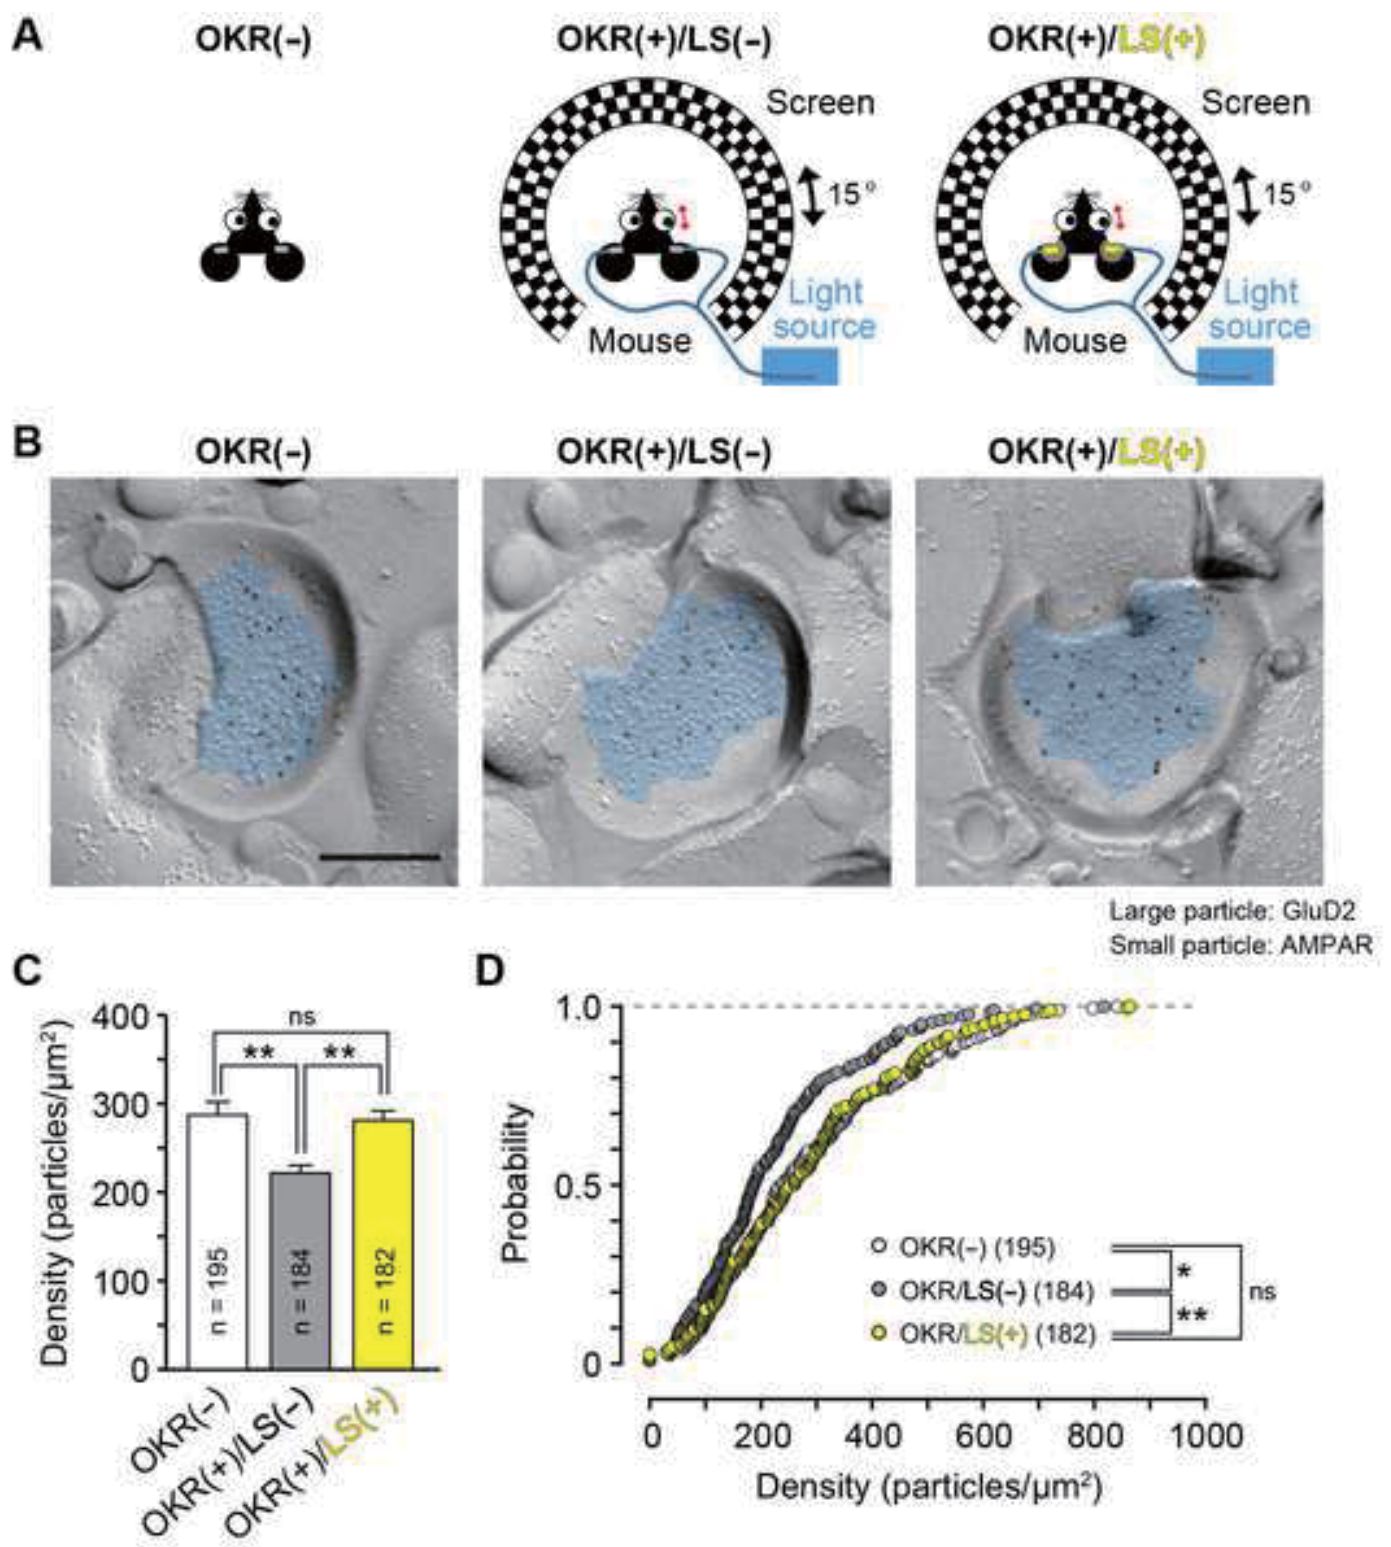 A
OKR(-)
OKR(+)/LS(-)
OKR(+)/LS(+)
Screen
15°
Light
source
Mouse
Screen
15°
Light
source
Mouse
B
OKR(-)
OKR(+)/LS(-)
OKR(+)/LS(+)
Large particle: GluD2
Small particle: AMPAR
C
Density (particles/µm²)
400
300
200
100
0
ns
**
**
n = 195
n = 184
n = 182
OKR(-)
OKR(+)/LS(-)
OKR(+)/LS(+)
D
Probability
1.0
0.5
0
OKR(-) (195)
OKR/LS(-) (184)
OKR/LS(+) (182)
*
**
ns
0
200
400
600
800
1000
Density (particles/µm²)